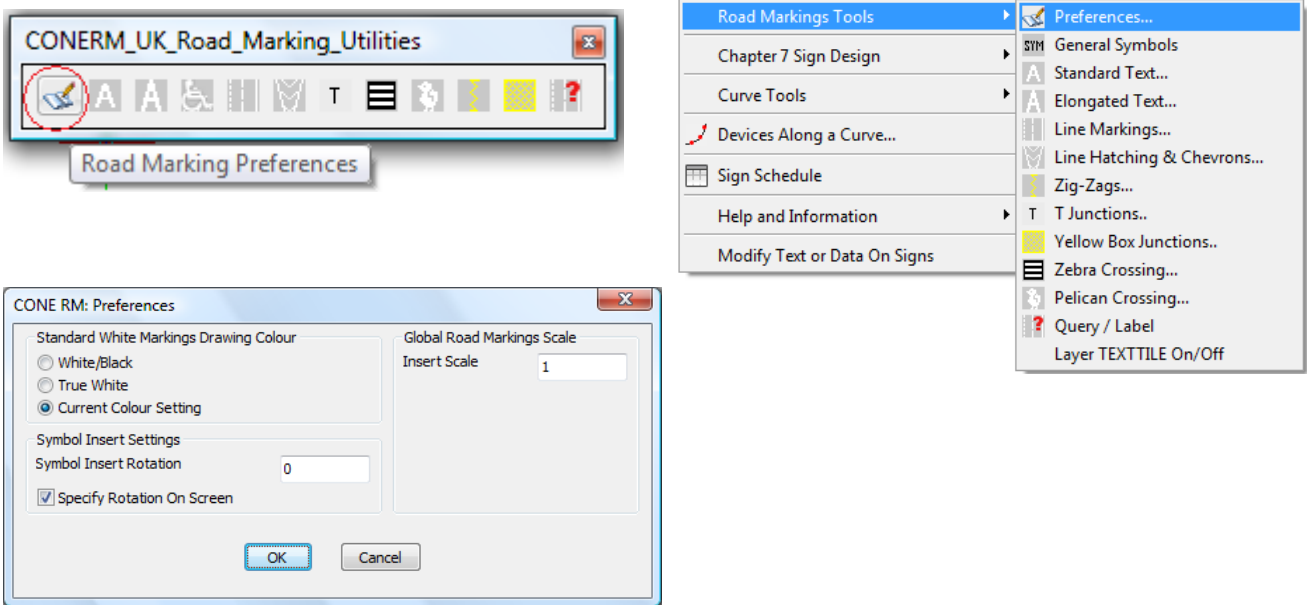 CONERM_UK_Road_Marking_Utilities
A A T ?
Road Marking Preferences
Road Markings Tools
Chapter 7 Sign Design
Curve Tools
Devices Along a Curve...
Sign Schedule
Help and Information
Modify Text or Data On Signs
Preferences...
SYM General Symbols
A Standard Text...
A Elongated Text...
Line Markings...
Line Hatching & Chevrons...
Zig-Zags...
T T Junctions..
Yellow Box Junctions..
Zebra Crossing...
Pelican Crossing...
? Query / Label
Layer TEXTTILE On/Off
CONE RM: Preferences
Standard White Markings Drawing Colour
White/Black
True White
Current Colour Setting
Symbol Insert Settings
Symbol Insert Rotation 0
Specify Rotation On Screen
Global Road Markings Scale
Insert Scale 1
OK Cancel